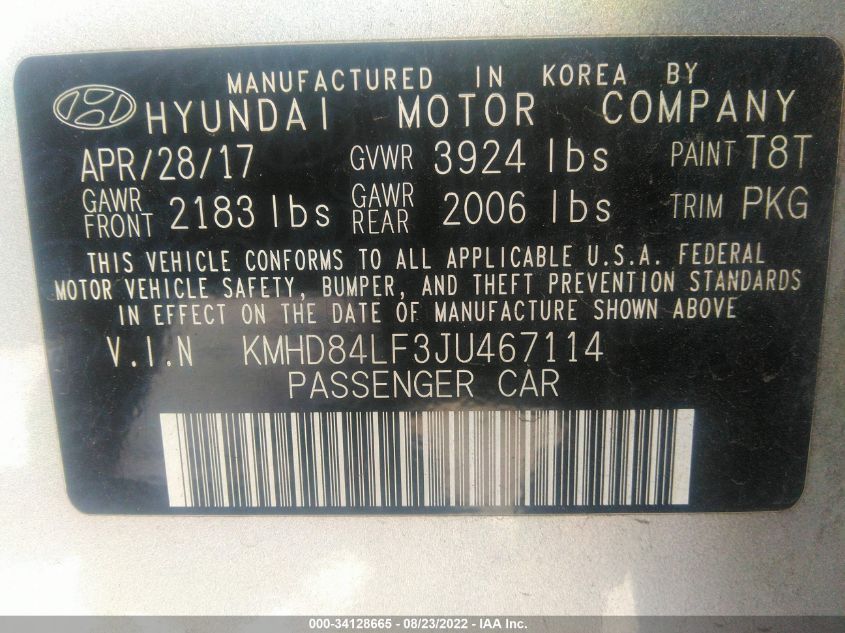 MANUFACTURED IN KOREA BY
HYUNDAI MOTOR COMPANY
APR/28/17 GVWR 3924 lbs PAINT T8T
GAWR FRONT 2183 lbs GAWR REAR 2006 lbs TRIM PKG
THIS VEHICLE CONFORMS TO ALL APPLICABLE U.S.A. FEDERAL
MOTOR VEHICLE SAFETY, BUMPER, AND THEFT PREVENTION STANDARDS
IN EFFECT ON THE DATE OF MANUFACTURE SHOWN ABOVE
V.I.N KMHD84LF3JU467114
PASSENGER CAR
000-34128665 - 08/23/2022 - IAA Inc.